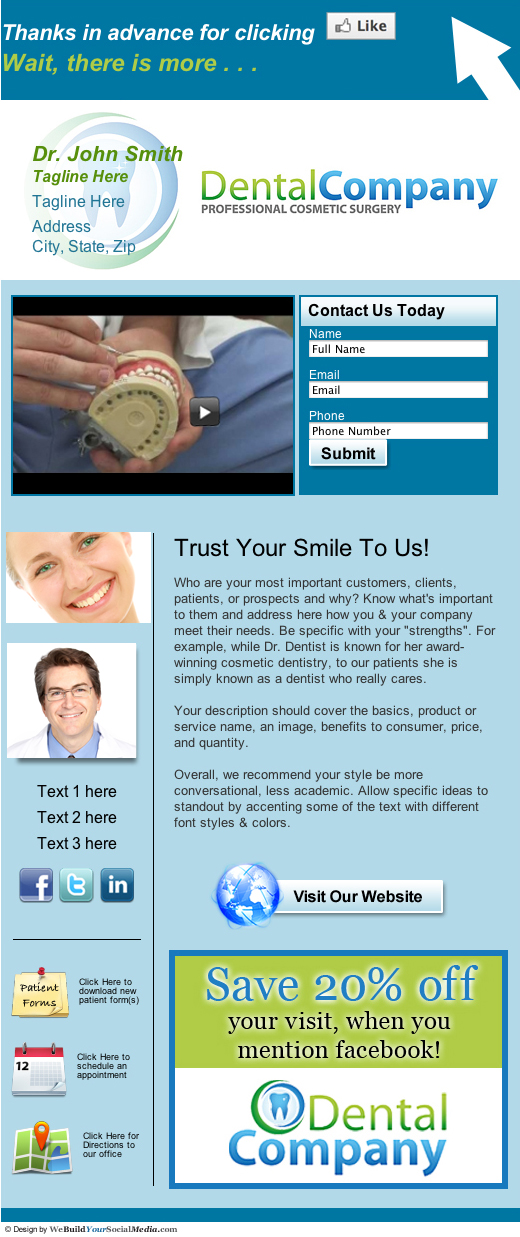 Thanks in advance for clicking
Like
Wait, there is more . . .
Dr. John Smith
Tagline Here
Tagline Here
Address
City, State, Zip
DentalCompany
PROFESSIONAL COSMETIC SURGERY
Contact Us Today
Name
Full Name
Email
Email
Phone
Phone Number
Submit
Trust Your Smile To Us!
Who are your most important customers, clients,
patients, or prospects and why? Know what's important
to them and address here how you & your company
meet their needs. Be specific with your "strengths". For
example, while Dr. Dentist is known for her award-
winning cosmetic dentistry, to our patients she is
simply known as a dentist who really cares.
Your description should cover the basics, product or
service name, an image, benefits to consumer, price,
and quantity.
Overall, we recommend your style be more
conversational, less academic. Allow specific ideas to
standout by accenting some of the text with different
font styles & colors.
Text 1 here
Text 2 here
Text 3 here
f
t
in
Visit Our Website
Patient
Forms
Click Here to
download new
patient form(s)
12
Click Here to
schedule an
appointment
Click Here for
Directions to
our office
Save 20% off
your visit, when you
mention facebook!
Dental
Company
© Design by WeBuildYourSocialMedia.com